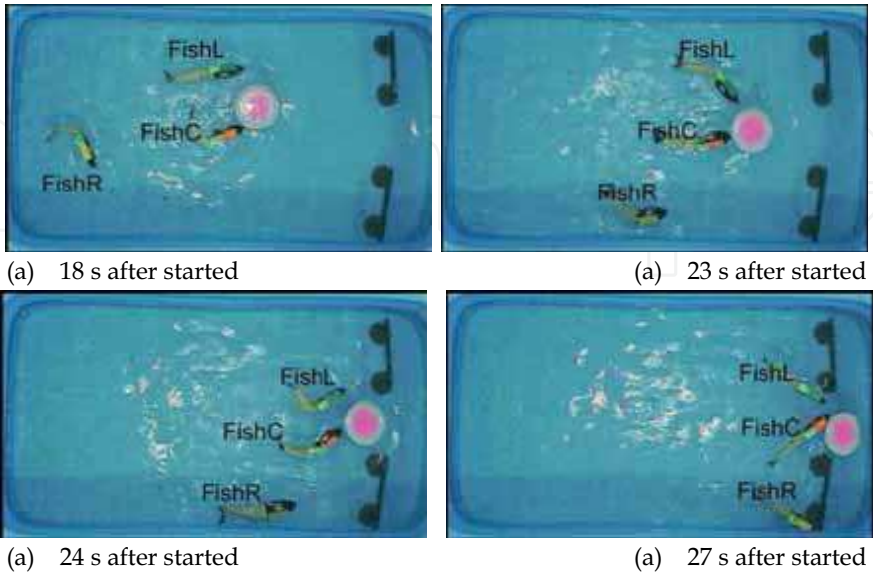 FishL
FishC
FishR
FishL
FishC
FishR
(a) 18 s after started
(a) 23 s after started
FishL
FishC
FishR
FishL
FishC
FishR
(a) 24 s after started
(a) 27 s after started